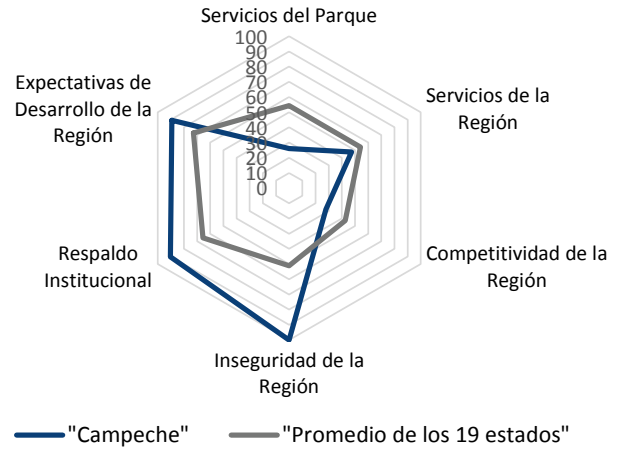 Servicios del Parque
100
90
80
70
60
50
40
30
20
10
0
Servicios de la
Región
Competitividad de la
Región
Inseguridad de la
Región
Respaldo
Institucional
Expectativas de
Desarrollo de la
Región
"Campeche"
"Promedio de los 19 estados"